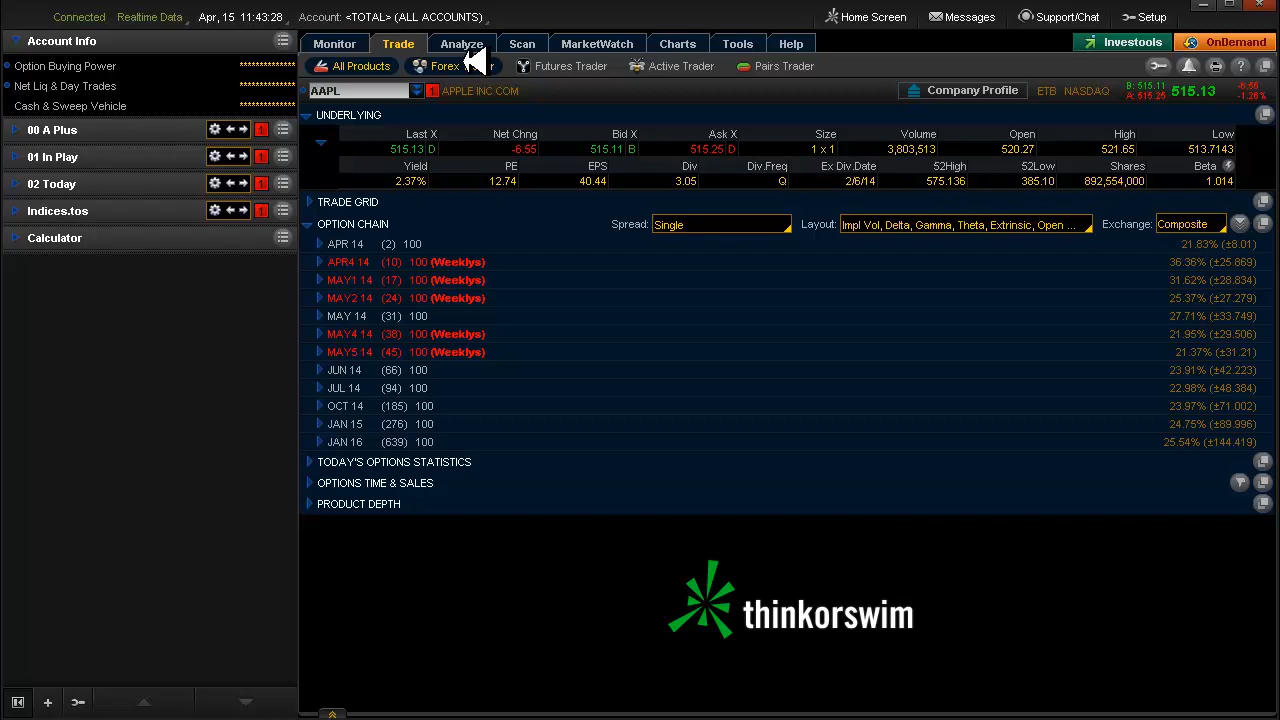 Connected Realtime Data Apr, 15 11:43:28 Account: <TOTAL> (ALL ACCOUNTS) Home Screen Messages Support/Chat Setup
Account Info
Option Buying Power **************
Net Liq & Day Trades **************
Cash & Sweep Vehicle **************
00 A Plus 1
01 In Play 1
02 Today 1
Indices.tos 1
Calculator
Monitor Trade Analyze Scan MarketWatch Charts Tools Help Investools OnDemand
All Products Forex Futures Trader Active Trader Pairs Trader
AAPL 1 APPLE INC COM Company Profile ETB NASDAQ B: 515.11 A: 515.25 515.13 -6.55 -1.26%
UNDERLYING
Last X Net Chng Bid X Ask X Size Volume Open High Low
515.13 D -6.55 515.11 B 515.25 D 1 x 1 3,803,513 520.27 521.65 513.7143
Yield PE EPS Div Div.Freq Ex Div.Date 52High 52Low Shares Beta
2.37% 12.74 40.44 3.05 Q 2/6/14 575.136 385.10 892,554,000 1.014
TRADE GRID
OPTION CHAIN Spread: Single Layout: Impl Vol, Delta, Gamma, Theta, Extrinsic, Open ... Exchange: Composite
APR 14 (2) 100 21.83% (±8.01)
APR4 14 (10) 100 (Weeklys) 36.36% (±25.869)
MAY1 14 (17) 100 (Weeklys) 31.62% (±28.834)
MAY2 14 (24) 100 (Weeklys) 25.37% (±27.279)
MAY 14 (31) 100 27.71% (±33.749)
MAY4 14 (38) 100 (Weeklys) 21.95% (±29.506)
MAY5 14 (45) 100 (Weeklys) 21.37% (±31.21)
JUN 14 (66) 100 23.91% (±42.223)
JUL 14 (94) 100 22.98% (±48.384)
OCT 14 (185) 100 23.97% (±71.002)
JAN 15 (276) 100 24.75% (±89.996)
JAN 16 (639) 100 25.54% (±144.419)
TODAY'S OPTIONS STATISTICS
OPTIONS TIME & SALES
PRODUCT DEPTH
thinkorswim